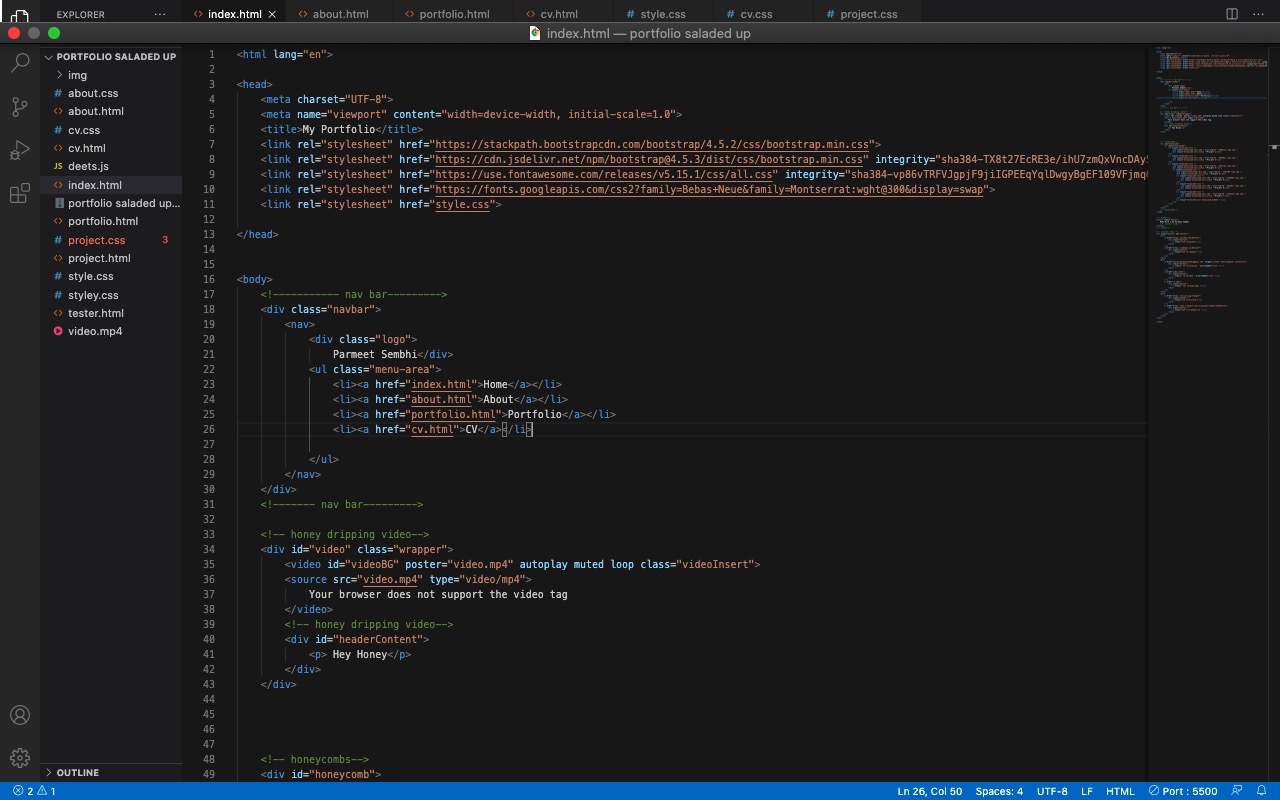 EXPLORER
···
index.html
about.html
portfolio.html
cv.html
style.css
cv.css
project.css
···
index.html — portfolio saladed up
PORTFOLIO SALADED UP
img
about.css
about.html
cv.css
cv.html
deets.js
index.html
portfolio saladed up...
portfolio.html
project.css 3
project.html
style.css
styley.css
tester.html
video.mp4
OUTLINE
1 <html lang="en">
2
3 <head>
4 <meta charset="UTF-8">
5 <meta name="viewport" content="width=device-width, initial-scale=1.0">
6 <title>My Portfolio</title>
7 <link rel="stylesheet" href="https://stackpath.bootstrapcdn.com/bootstrap/4.5.2/css/bootstrap.min.css">
8 <link rel="stylesheet" href="https://cdn.jsdelivr.net/npm/bootstrap@4.5.3/dist/css/bootstrap.min.css" integrity="sha384-TX8t27EcRE3e/ihU7zmQxVncDAy
9 <link rel="stylesheet" href="https://use.fontawesome.com/releases/v5.15.1/css/all.css" integrity="sha384-vp86vTRFVJgpjF9jiIGPEEqYqlDwgyBgEF109VFjmq
10 <link rel="stylesheet" href="https://fonts.googleapis.com/css2?family=Bebas+Neue&family=Montserrat:wght@300&display=swap">
11 <link rel="stylesheet" href="style.css">
12
13 </head>
14
15
16 <body>
17 <!----------- nav bar--------->
18 <div class="navbar">
19 <nav>
20 <div class="logo">
21 Parmeet Sembhi</div>
22 <ul class="menu-area">
23 <li><a href="index.html">Home</a></li>
24 <li><a href="about.html">About</a></li>
25 <li><a href="portfolio.html">Portfolio</a></li>
26 <li><a href="cv.html">CV</a></li>
27
28 </ul>
29 </nav>
30 </div>
31 <!------- nav bar--------->
32
33 <!-- honey dripping video-->
34 <div id="video" class="wrapper">
35 <video id="videoBG" poster="video.mp4" autoplay muted loop class="videoInsert">
36 <source src="video.mp4" type="video/mp4">
37 Your browser does not support the video tag
38 </video>
39 <!-- honey dripping video-->
40 <div id="headerContent">
41 <p> Hey Honey</p>
42 </div>
43 </div>
44
45
46
47
48 <!-- honeycombs-->
49 <div id="honeycomb">
2 1
Ln 26, Col 50
Spaces: 4
UTF-8
LF
HTML
Port : 5500